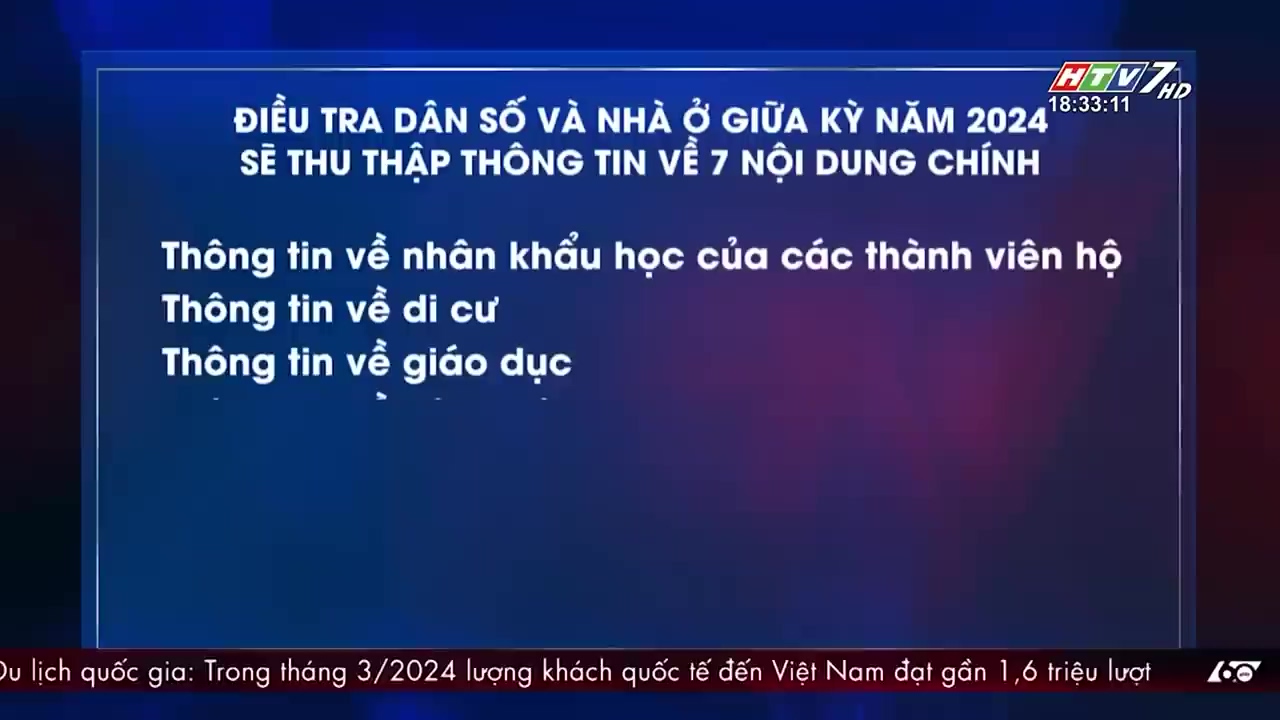 HTV7 HD
18:33:11
ĐIỀU TRA DÂN SỐ VÀ NHÀ Ở GIỮA KỲ NĂM 2024
SẼ THU THẬP THÔNG TIN VỀ 7 NỘI DUNG CHÍNH
Thông tin về nhân khẩu học của các thành viên hộ
Thông tin về di cư
Thông tin về giáo dục
Du lịch quốc gia: Trong tháng 3/2024 lượng khách quốc tế đến Việt Nam đạt gần 1,6 triệu lượt
60